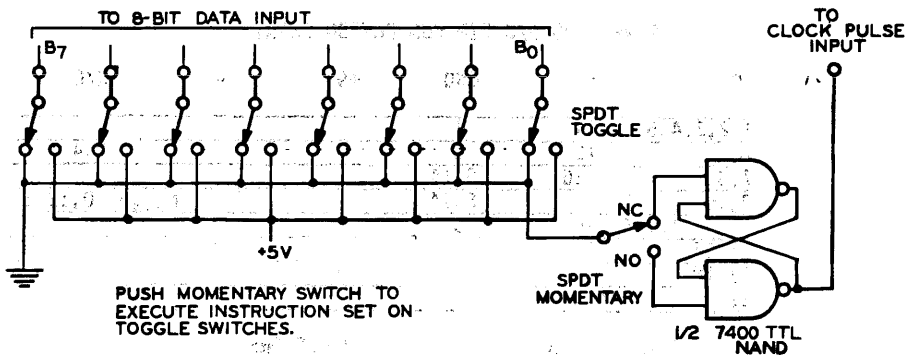 TO 8-BIT DATA INPUT
B7
B0
TO
CLOCK PULSE
INPUT
SPDT
TOGGLE
NC
NO
+5V
SPDT
MOMENTARY
PUSH MOMENTARY SWITCH TO
EXECUTE INSTRUCTION SET ON
TOGGLE SWITCHES.
1/2 7400 TTL
NAND